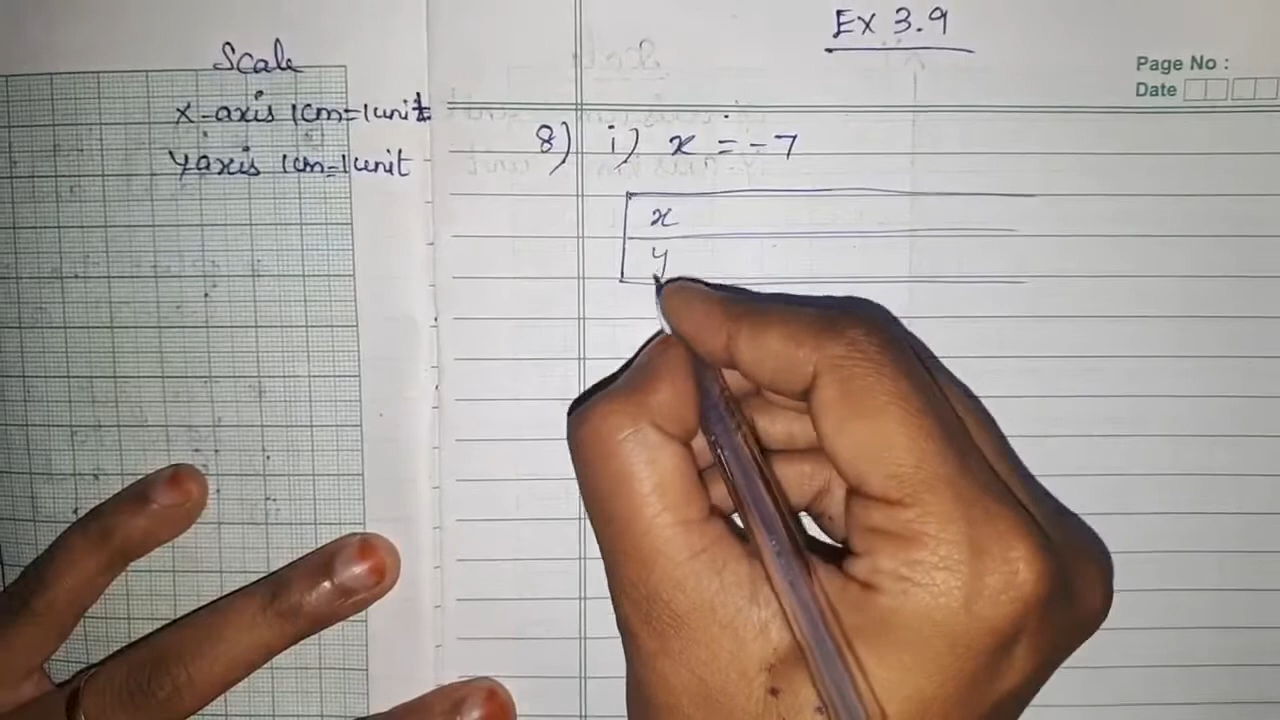 Ex 3.9
Page No :
Date
Scale
x-axis 1cm=1unit
y axis 1cm=1unit
8) i) x = -7
x
y